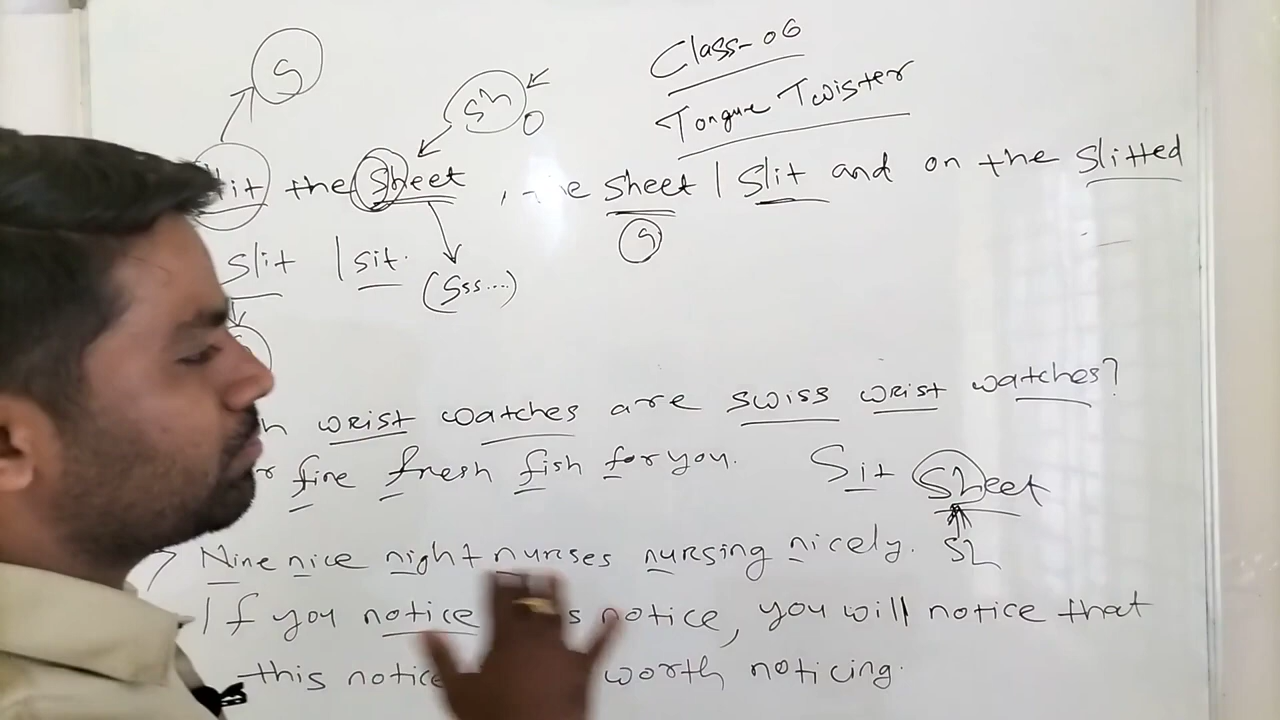 Class-06
Tongue Twister
S
sh
slit the sheet, the sheet I slit and on the slitted
S
slit | sit.
(sss....)
wrist watches are swiss wrist watches?
fine fresh fish for you.
Sit sheet
Sh
Nine nice night nurses nursing nicely.
If you notice notice, you will notice that
this notice worth noticing.